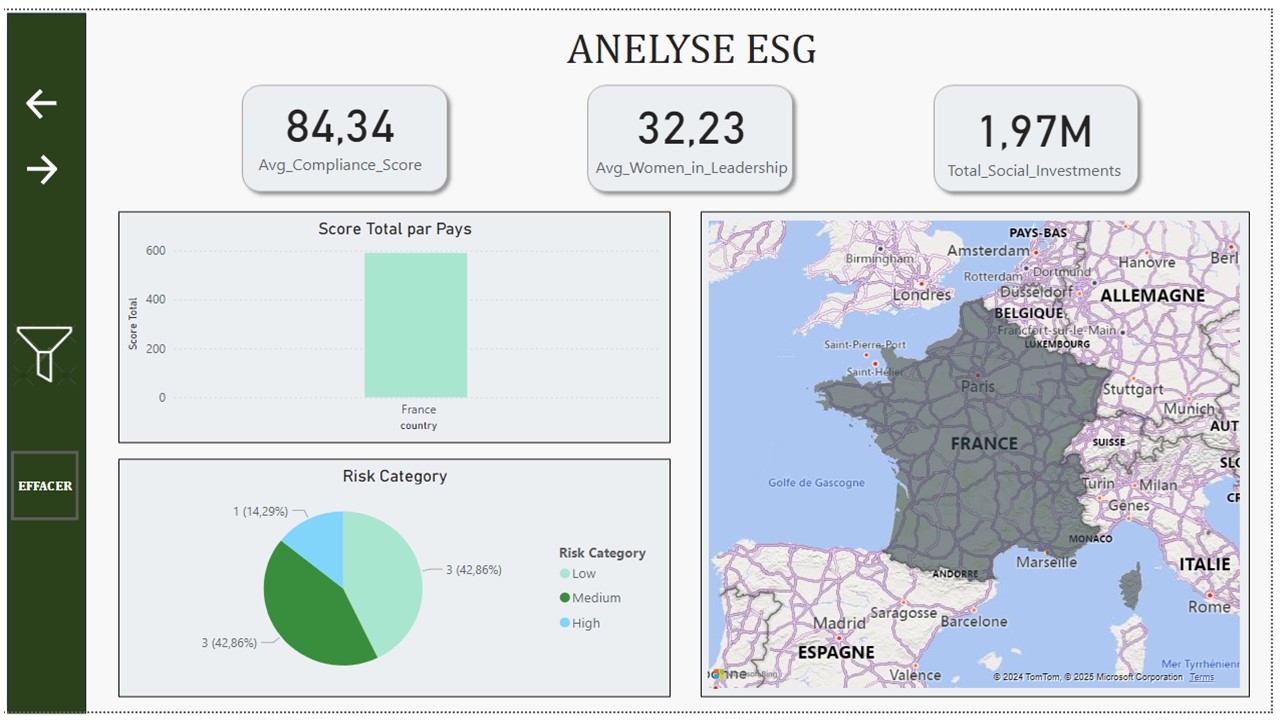 ANELYSE ESG
84,34
Avg_Compliance_Score
32,23
Avg_Women_in_Leadership
1,97M
Total_Social_Investments
EFFACER
Score Total par Pays
Score Total
600
400
200
0
France
country
Risk Category
1 (14,29%)
3 (42,86%)
3 (42,86%)
Risk Category
Low
Medium
High
PAYS-BAS
Amsterdam
Birmingham
Hanovre
Berl
Rotterdam
Dortmund
Londres
Düsseldorf
ALLEMAGNE
BELGIQUE
Francfort-sur-le-Main
Saint-Pierre-Port
LUXEMBOURG
Saint-Hélier
Paris
Stuttgart
Munich
AUT
FRANCE
SUISSE
SLO
Golfe de Gascogne
Turin
Milan
CR
Gênes
MONACO
Marseille
ANDORRE
ITALIE
Saragosse
Barcelone
Rome
Madrid
ESPAGNE
Valence
Mer Tyrrhénienn
© 2024 TomTom, © 2025 Microsoft Corporation Terms